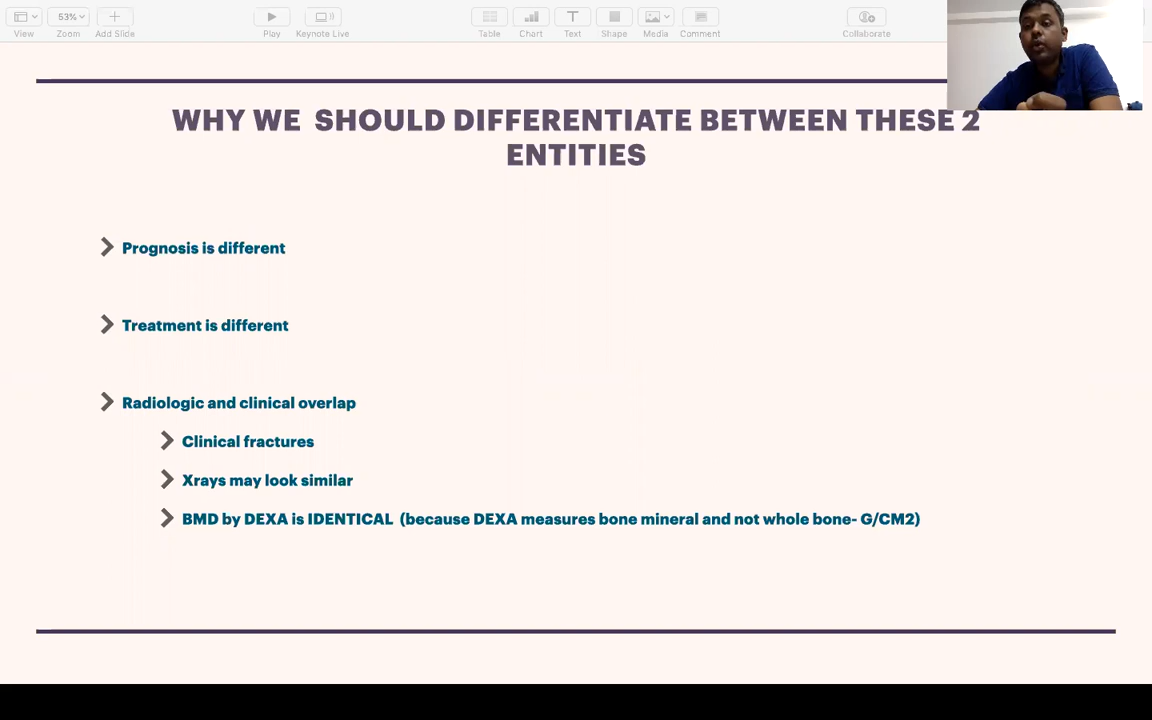 53%
View
Zoom
Add Slide
Play
Keynote Live
Table
Chart
Text
Shape
Media
Comment
Collaborate
WHY WE SHOULD DIFFERENTIATE BETWEEN THESE 2
ENTITIES
Prognosis is different
Treatment is different
Radiologic and clinical overlap
Clinical fractures
Xrays may look similar
BMD by DEXA is IDENTICAL (because DEXA measures bone mineral and not whole bone- G/CM2)